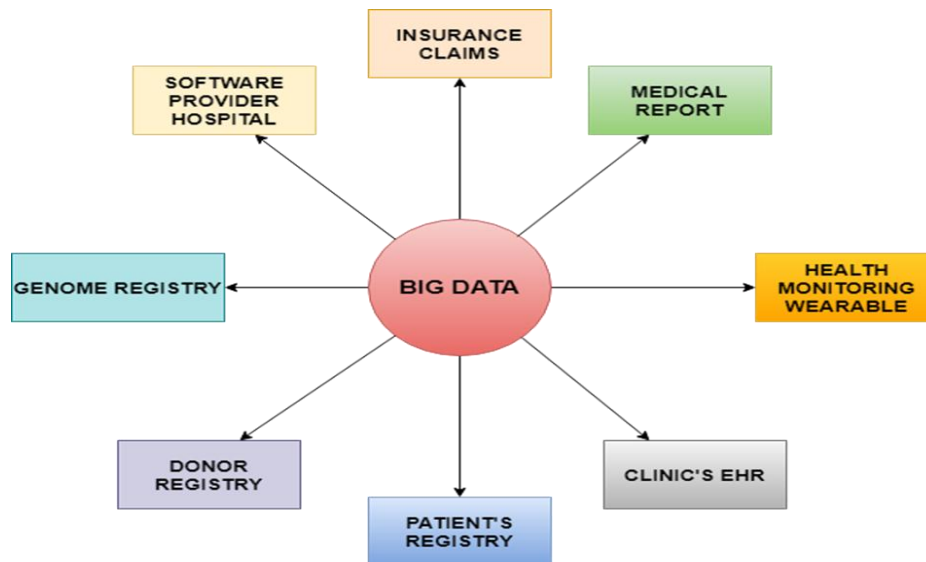 INSURANCE
CLAIMS
SOFTWARE
PROVIDER
HOSPITAL
MEDICAL
REPORT
GENOME REGISTRY
BIG DATA
HEALTH
MONITORING
WEARABLE
DONOR
REGISTRY
CLINIC'S EHR
PATIENT'S
REGISTRY